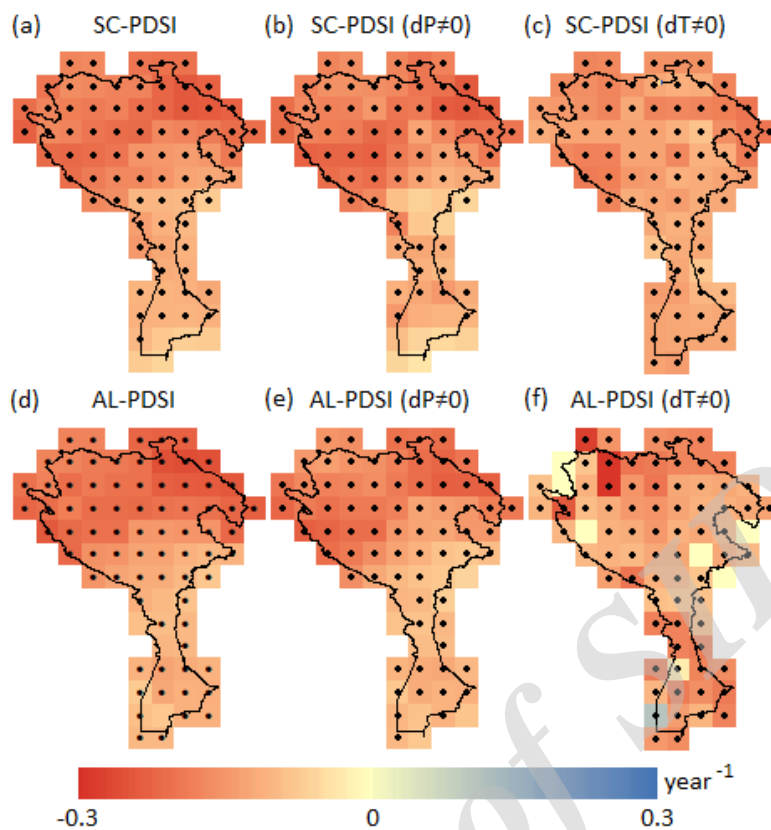 (a) SC-PDSI
(b) SC-PDSI (dP≠0)
(c) SC-PDSI (dT≠0)
(d) AL-PDSI
(e) AL-PDSI (dP≠0)
(f) AL-PDSI (dT≠0)
year⁻¹
-0.3 0 0.3